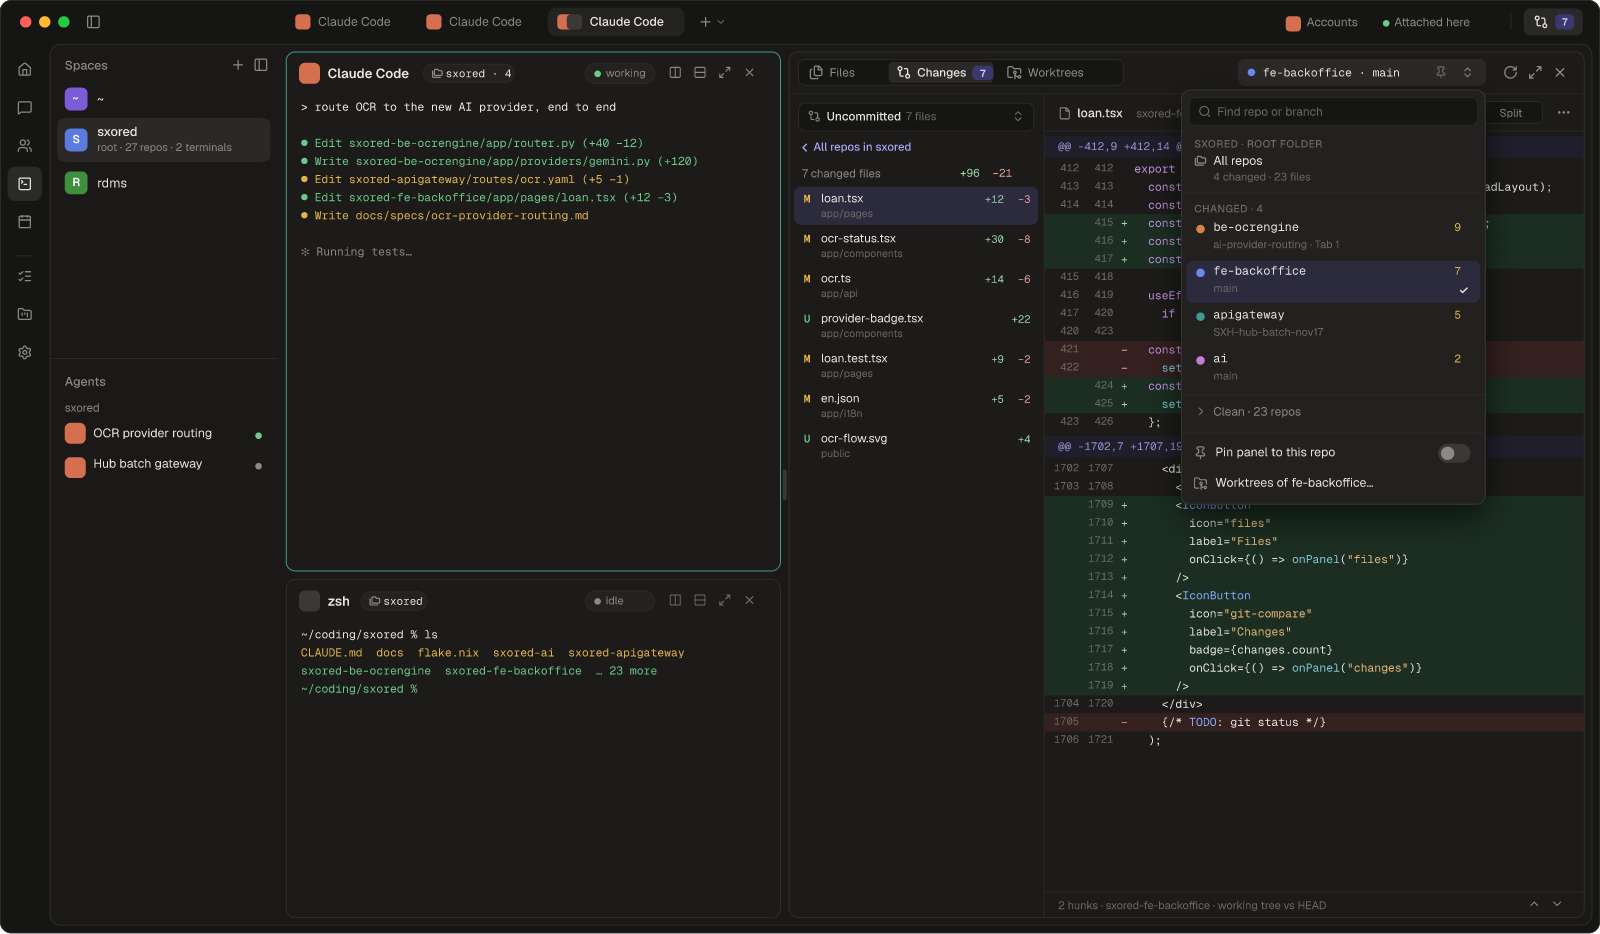 Claude Code
Claude Code
Claude Code
Accounts
Attached here
7
Spaces
~ ~
S sxored
root · 27 repos · 2 terminals
R rdms
Agents
sxored
OCR provider routing
Hub batch gateway
Claude Code
sxored · 4
working
> route OCR to the new AI provider, end to end
Edit sxored-be-ocrengine/app/router.py (+40 −12)
Write sxored-be-ocrengine/app/providers/gemini.py (+120)
Edit sxored-apigateway/routes/ocr.yaml (+5 −1)
Edit sxored-fe-backoffice/app/pages/loan.tsx (+12 −3)
Write docs/specs/ocr-provider-routing.md
✻ Running tests…
zsh
sxored
idle
~/coding/sxored % ls
CLAUDE.md docs flake.nix sxored-ai sxored-apigateway
sxored-be-ocrengine sxored-fe-backoffice … 23 more
~/coding/sxored %
Files
Changes 7
Worktrees
fe-backoffice · main
Uncommitted 7 files
All repos in sxored
7 changed files +96 −21
M loan.tsx +12 −3
app/pages
M ocr-status.tsx +30 −8
app/components
M ocr.ts +14 −6
app/api
U provider-badge.tsx +22
app/components
M loan.test.tsx +9 −2
app/pages
M en.json +5 −2
app/i18n
U ocr-flow.svg +4
public
loan.tsx
Split
@@ -412,9 +412,14 @
412 412 export
413 413 const adLayout);
414 414 const
415 + const ;
416 + const
417 + const
415 418
416 419 useEf
417 420 if
420 423
421 − const
422 − set
424 + const
425 + set
423 426 };
@@ -1702,7 +1707,19
1702 1707 <di
1703 1708 <
1709 + <IconButton
1710 + icon="files"
1711 + label="Files"
1712 + onClick={() => onPanel("files")}
1713 + />
1714 + <IconButton
1715 + icon="git-compare"
1716 + label="Changes"
1717 + badge={changes.count}
1718 + onClick={() => onPanel("changes")}
1719 + />
1704 1720 </div>
1705 − {/* TODO: git status */}
1706 1721 );
2 hunks · sxored-fe-backoffice · working tree vs HEAD
Find repo or branch
SXORED · ROOT FOLDER
All repos
4 changed · 23 files
CHANGED · 4
be-ocrengine 9
ai-provider-routing · Tab 1
fe-backoffice 7
main
apigateway 5
SXH-hub-batch-nov17
ai 2
main
Clean · 23 repos
Pin panel to this repo
Worktrees of fe-backoffice…